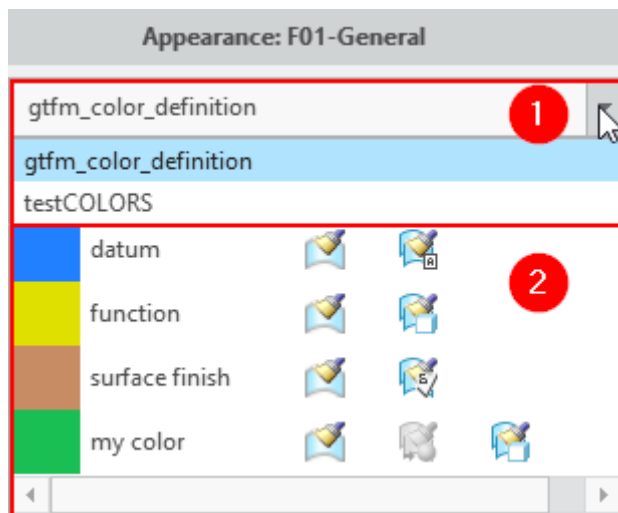 Appearance: F01-General
gtfm_color_definition
1
gtfm_color_definition
testCOLORS
datum
A
2
function
surface finish
my color